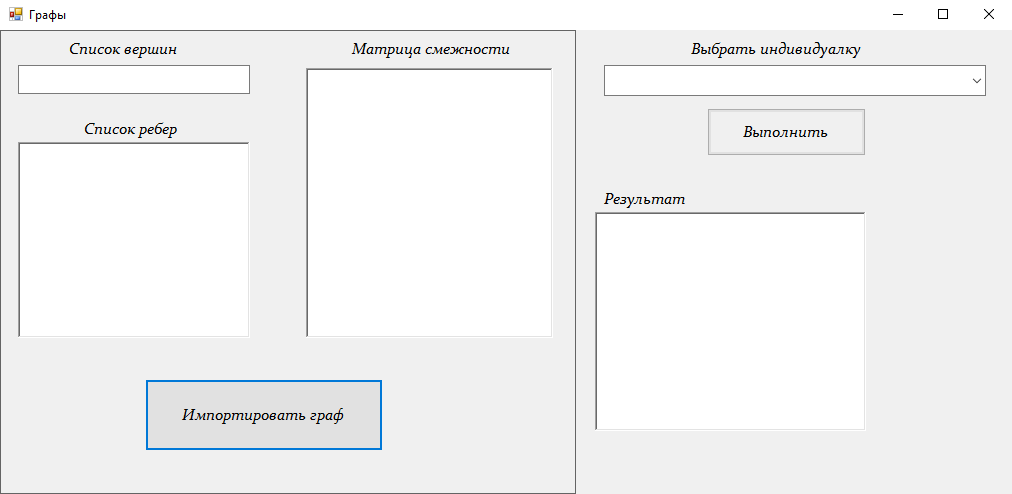 Графы
Список вершин
Список ребер
Матрица смежности
Импортировать граф
Выбрать индивидуалку
Выполнить
Результат